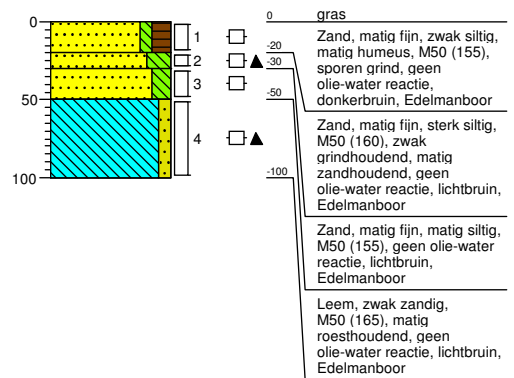 0
50
100
1
2
3
4
0
-20
-30
-50
-100
gras
Zand, matig fijn, zwak siltig,
matig humeus, M50 (155),
sporen grind, geen
olie-water reactie,
donkerbruin, Edelmanboor
Zand, matig fijn, sterk siltig,
M50 (160), zwak
grindhoudend, matig
zandhoudend, geen
olie-water reactie, lichtbruin,
Edelmanboor
Zand, matig fijn, matig siltig,
M50 (155), geen olie-water
reactie, lichtbruin,
Edelmanboor
Leem, zwak zandig,
M50 (165), matig
roesthoudend, geen
olie-water reactie, lichtbruin,
Edelmanboor